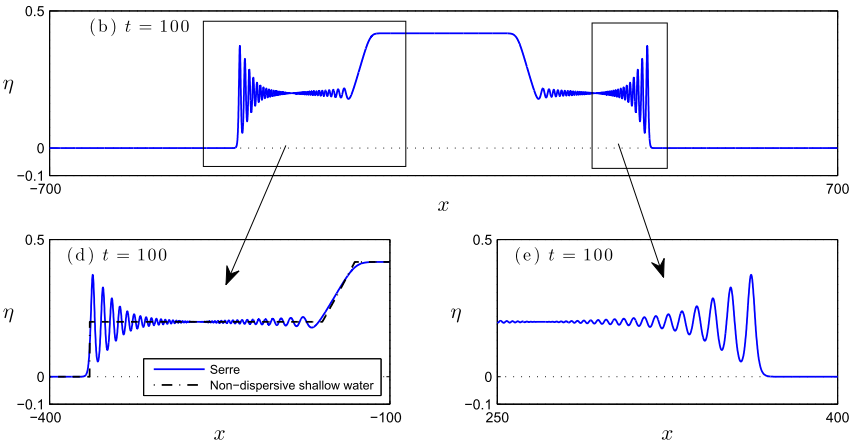 0.5
(b) t = 100
η
0
−0.1
−700
700
x
0.5
(d) t = 100
η
0
−0.1
Serre
Non−dispersive shallow water
−400
−100
x
0.5
(e) t = 100
η
0
−0.1
250
400
x